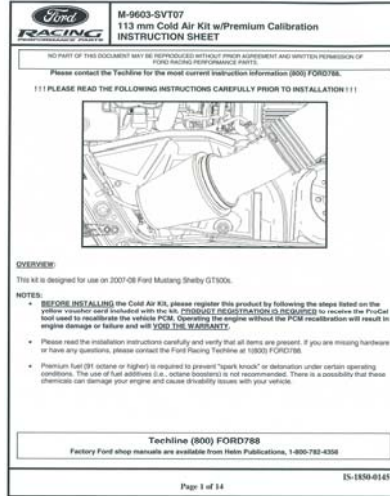 Ford
RACING
PERFORMANCE PARTS
M-9603-SVT07
113 mm Cold Air Kit w/Premium Calibration
INSTRUCTION SHEET
NO PART OF THIS DOCUMENT MAY BE REPRODUCED WITHOUT PRIOR AGREEMENT AND WRITTEN PERMISSION OF
FORD RACING PERFORMANCE PARTS.
Please contact the Techline for the most current instruction information (800) FORD788.
!!! PLEASE READ THE FOLLOWING INSTRUCTIONS CAREFULLY PRIOR TO INSTALLATION !!!
OVERVIEW:
This kit is designed for use on 2007-08 Ford Mustang Shelby GT500s.
NOTES:
• BEFORE INSTALLING the Cold Air Kit, please register this product by following the steps listed on the
yellow voucher card included with the kit. PRODUCT REGISTRATION IS REQUIRED to receive the ProCal
tool used to recalibrate the vehicle PCM. Operating the engine without the PCM recalibration will result in
engine damage or failure and will VOID THE WARRANTY.
• Please read the installation instructions carefully and verify that all items are present. If you are missing hardware
or have any questions, please contact the Ford Racing Techline at 1(800) FORD788.
• Premium fuel (91 octane or higher) is required to prevent "spark knock" or detonation under certain operating
conditions. The use of fuel additives (i.e., octane boosters) is not recommended. There is a possibility that these
chemicals can damage your engine and cause driveability issues with your vehicle.
Techline (800) FORD788
Factory Ford shop manuals are available from Helm Publications, 1-800-782-4356
IS-1850-0145
Page 1 of 14